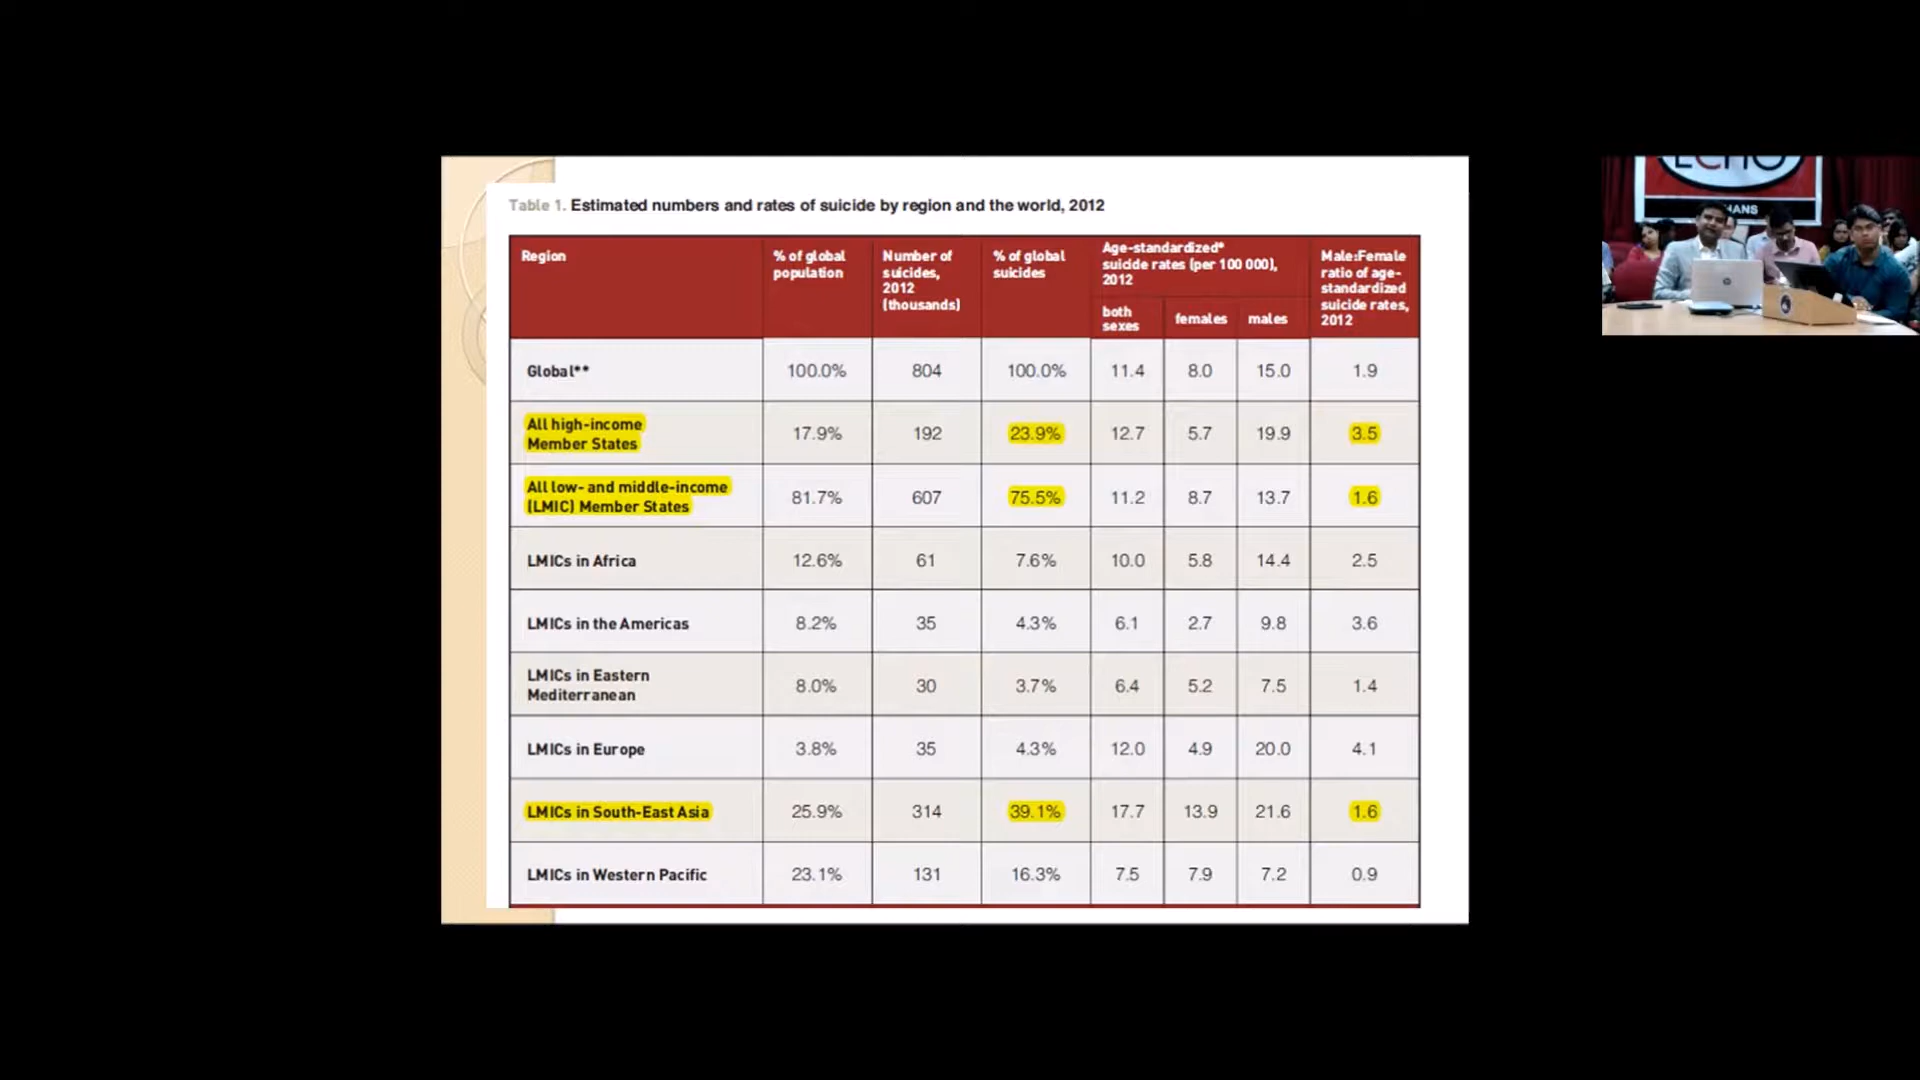 Table 1. Estimated numbers and rates of suicide by region and the world, 2012
Region
% of global
population
Number of
suicides,
2012
(thousands)
% of global
suicides
Age-standardized*
suicide rates (per 100 000),
2012
both
sexes
females
males
Male:Female
ratio of age-
standardized
suicide rates,
2012
Global** 100.0% 804 100.0% 11.4 8.0 15.0 1.9
All high-income
Member States 17.9% 192 23.9% 12.7 5.7 19.9 3.5
All low- and middle-income
(LMIC) Member States 81.7% 607 75.5% 11.2 8.7 13.7 1.6
LMICs in Africa 12.6% 61 7.6% 10.0 5.8 14.4 2.5
LMICs in the Americas 8.2% 35 4.3% 6.1 2.7 9.8 3.6
LMICs in Eastern
Mediterranean 8.0% 30 3.7% 6.4 5.2 7.5 1.4
LMICs in Europe 3.8% 35 4.3% 12.0 4.9 20.0 4.1
LMICs in South-East Asia 25.9% 314 39.1% 17.7 13.9 21.6 1.6
LMICs in Western Pacific 23.1% 131 16.3% 7.5 7.9 7.2 0.9
ECHO